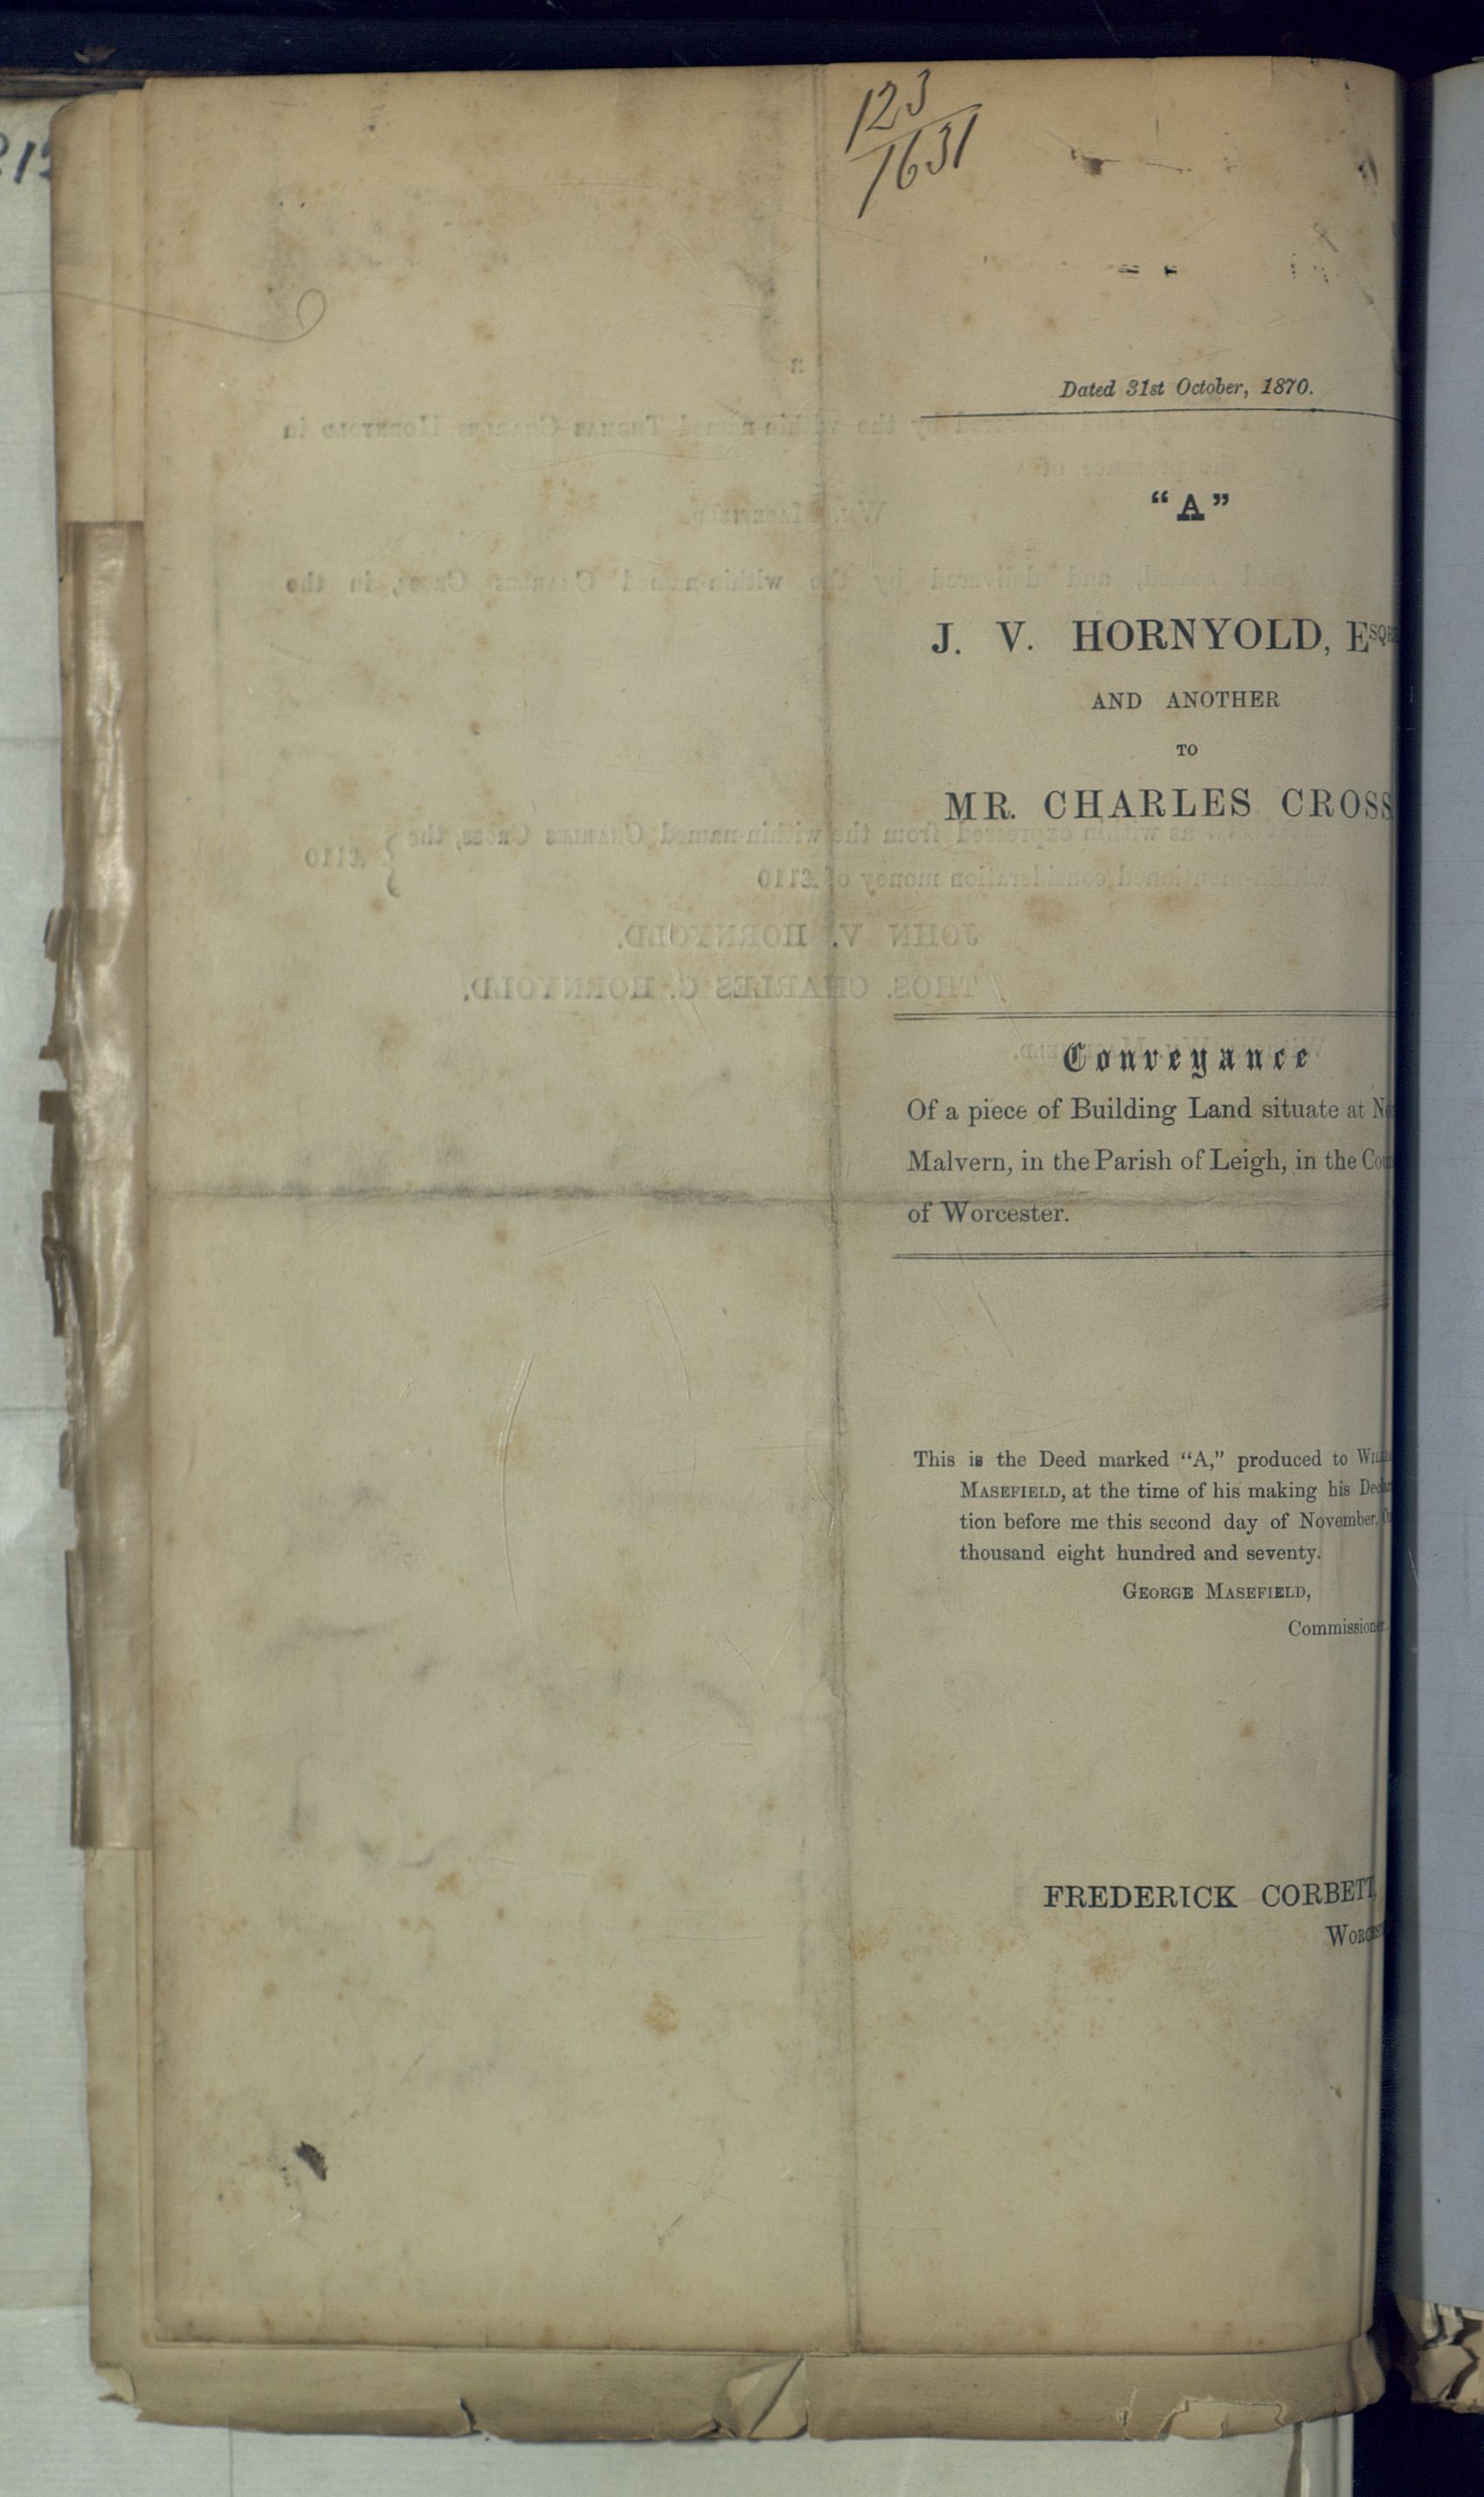 123
1631
Dated 31st October, 1870.
“A”
J. V. HORNYOLD, ESQ
AND ANOTHER
TO
MR. CHARLES CROSS
Conveyance
Of a piece of Building Land situate at
Malvern, in the Parish of Leigh, in the
of Worcester.
This is the Deed marked “A,” produced to
MASEFIELD, at the time of his making his
tion before me this second day of November,
thousand eight hundred and seventy.
GEORGE MASEFIELD,
Commissioner
FREDERICK CORBETT,